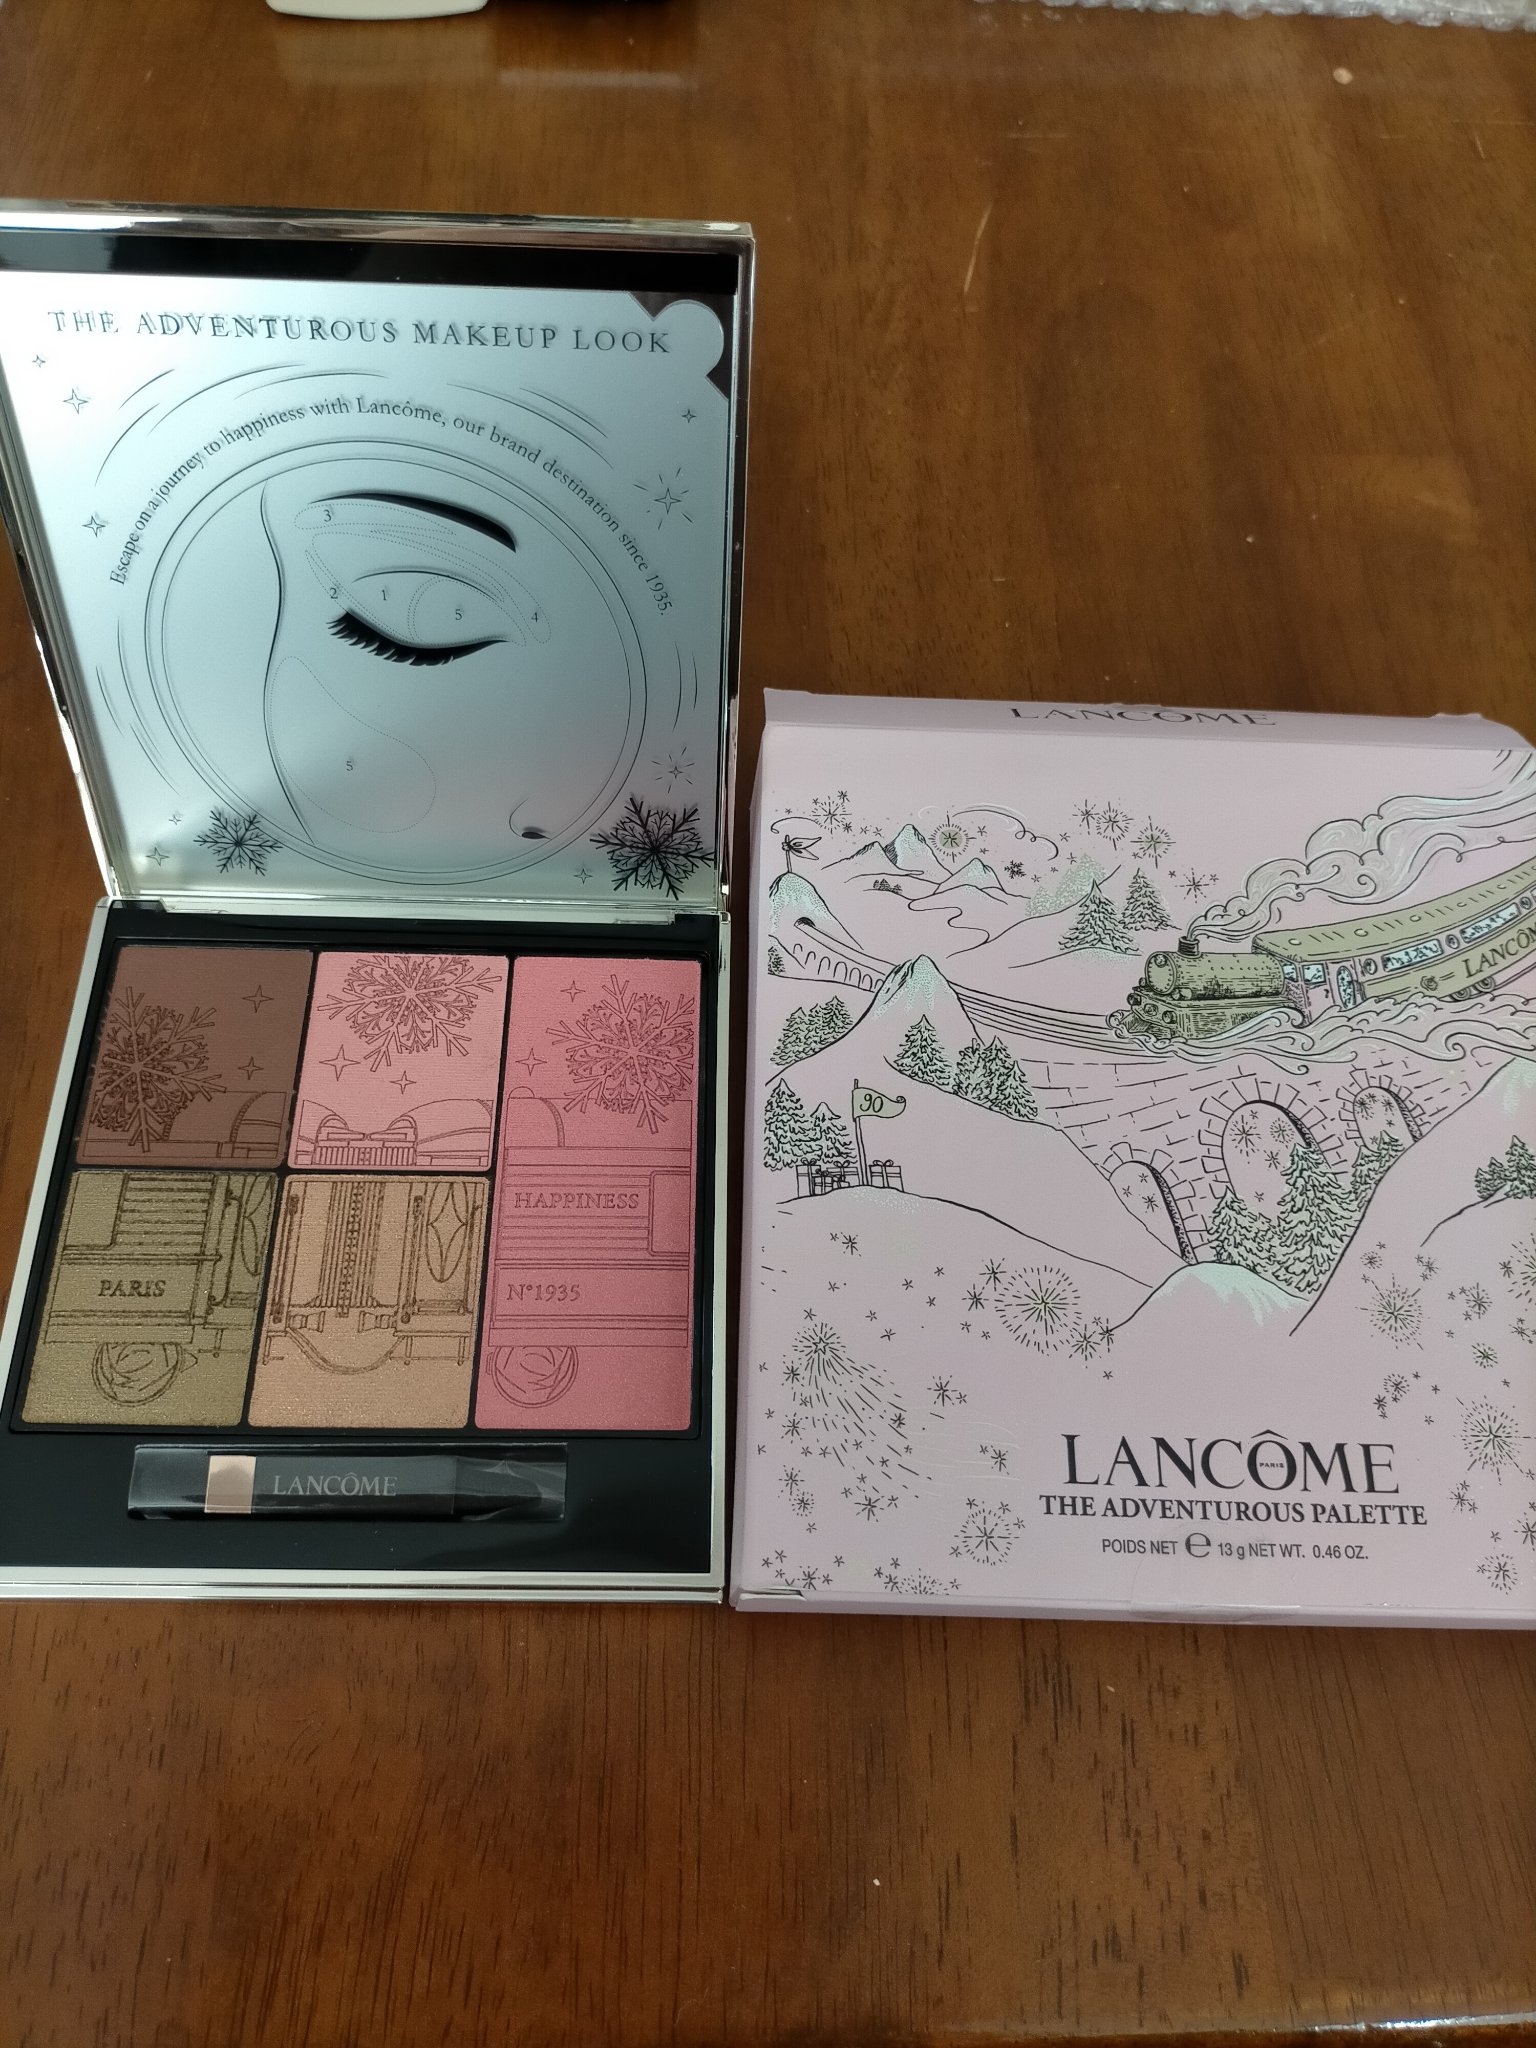 THE ADVENTUROUS MAKEUP LOOK
Escape on a journey to happiness with Lancôme, our brand destination since 1935.
3
2
1
5
4
5
PARIS
HAPPINESS
N°1935
LANCÔME
LANCÔME
LANCÔM
90
LANCÔME
PARIS
THE ADVENTUROUS PALETTE
POIDS NET ℮ 13 g NET WT. 0.46 OZ.